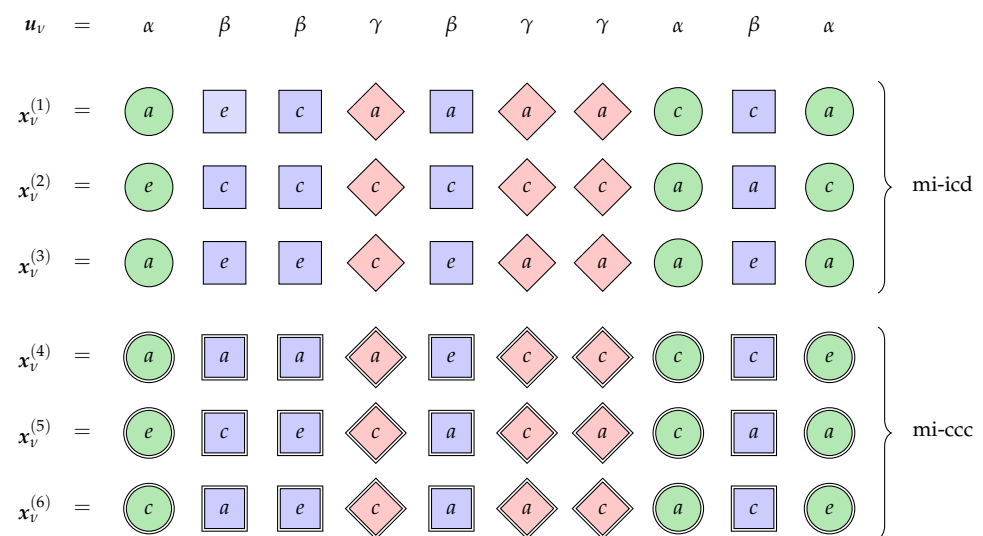 u_ν = α β β γ β γ γ α β α
x_ν^(1) = a e c a a a a c c a
x_ν^(2) = e c c c c c c a a c
mi-icd
x_ν^(3) = a e e c e a a a e a
x_ν^(4) = a a a a e c c c c e
x_ν^(5) = e c e c a c a c a a
mi-ccc
x_ν^(6) = c a e c a a c a c e